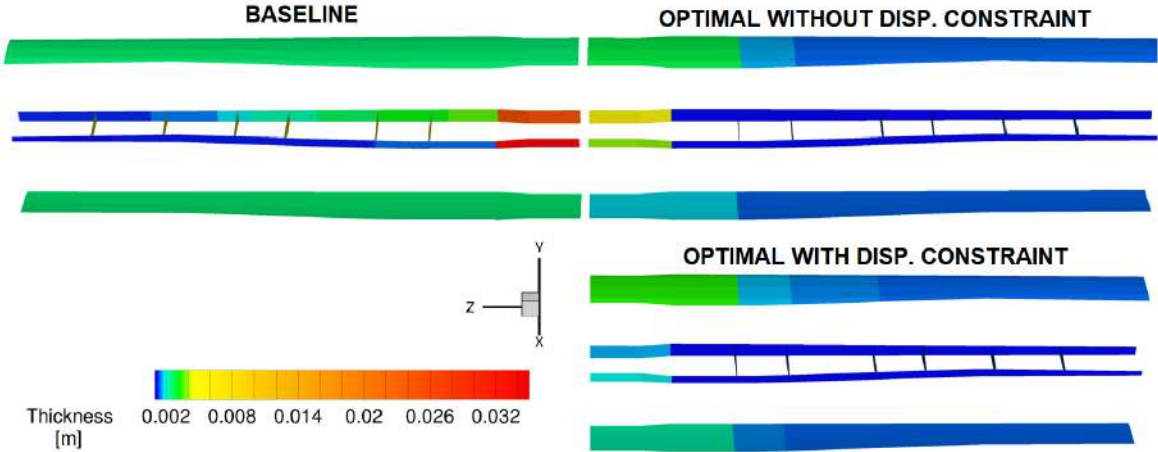 BASELINE
OPTIMAL WITHOUT DISP. CONSTRAINT
OPTIMAL WITH DISP. CONSTRAINT
Y
Z
X
Thickness
[m]
0.002 0.008 0.014 0.02 0.026 0.032